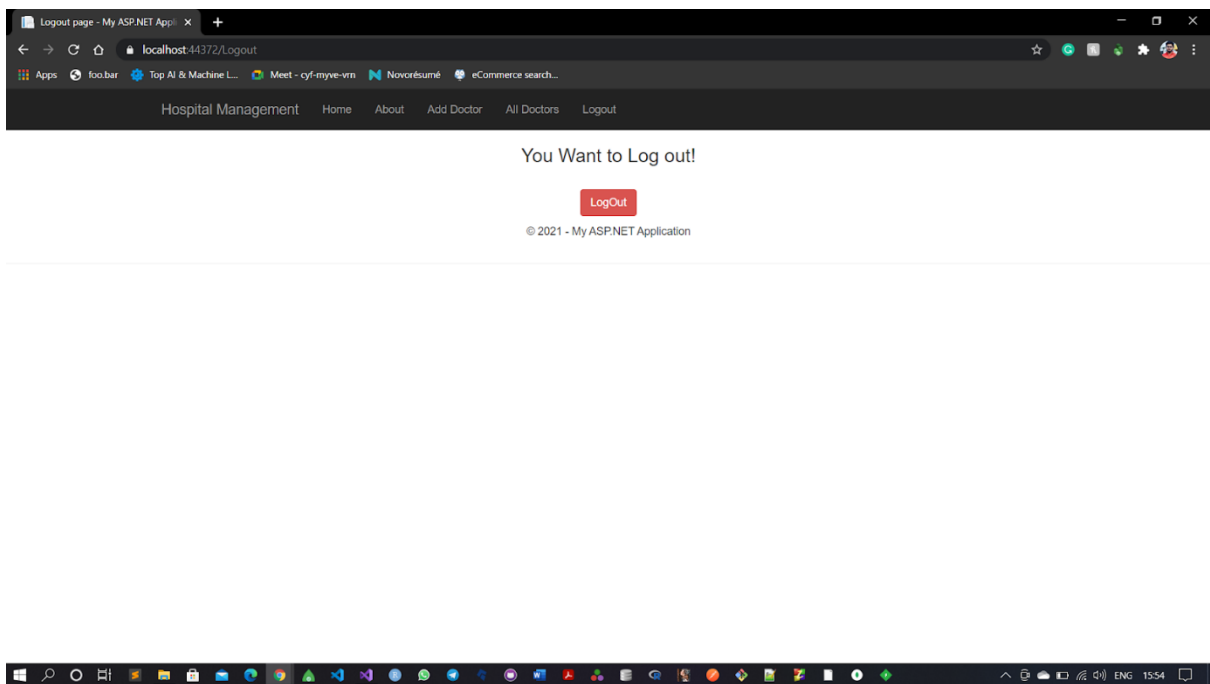 Logout page - My ASP.NET Appli
localhost:44372/Logout
Apps foo.bar Top AI & Machine L... Meet - cyf-myve-vrn Novorésumé eCommerce search...
Hospital Management Home About Add Doctor All Doctors Logout
You Want to Log out!
LogOut
© 2021 - My ASP.NET Application
ENG 15:54